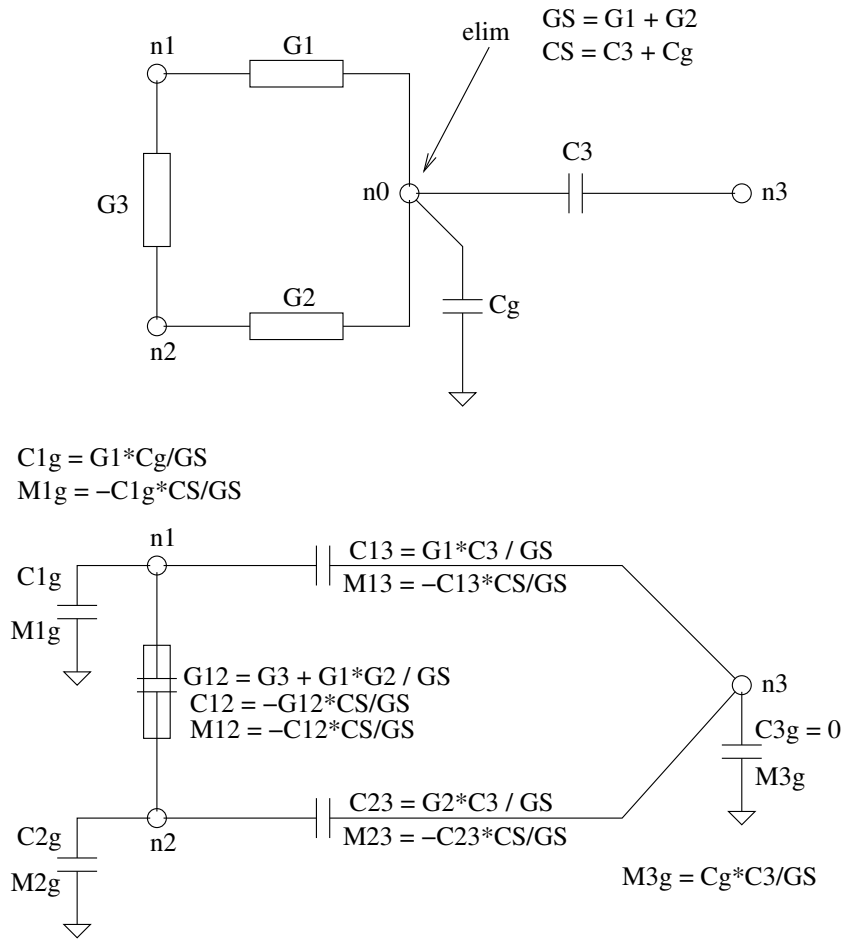 GS = G1 + G2
CS = C3 + Cg
elim
n1
G1
C3
n0
n3
G3
G2
Cg
n2
C1g = G1*Cg/GS
M1g = −C1g*CS/GS
n1
C13 = G1*C3 / GS
M13 = −C13*CS/GS
C1g
M1g
G12 = G3 + G1*G2 / GS
C12 = −G12*CS/GS
M12 = −C12*CS/GS
n3
C3g = 0
M3g
C23 = G2*C3 / GS
M23 = −C23*CS/GS
n2
C2g
M2g
M3g = Cg*C3/GS